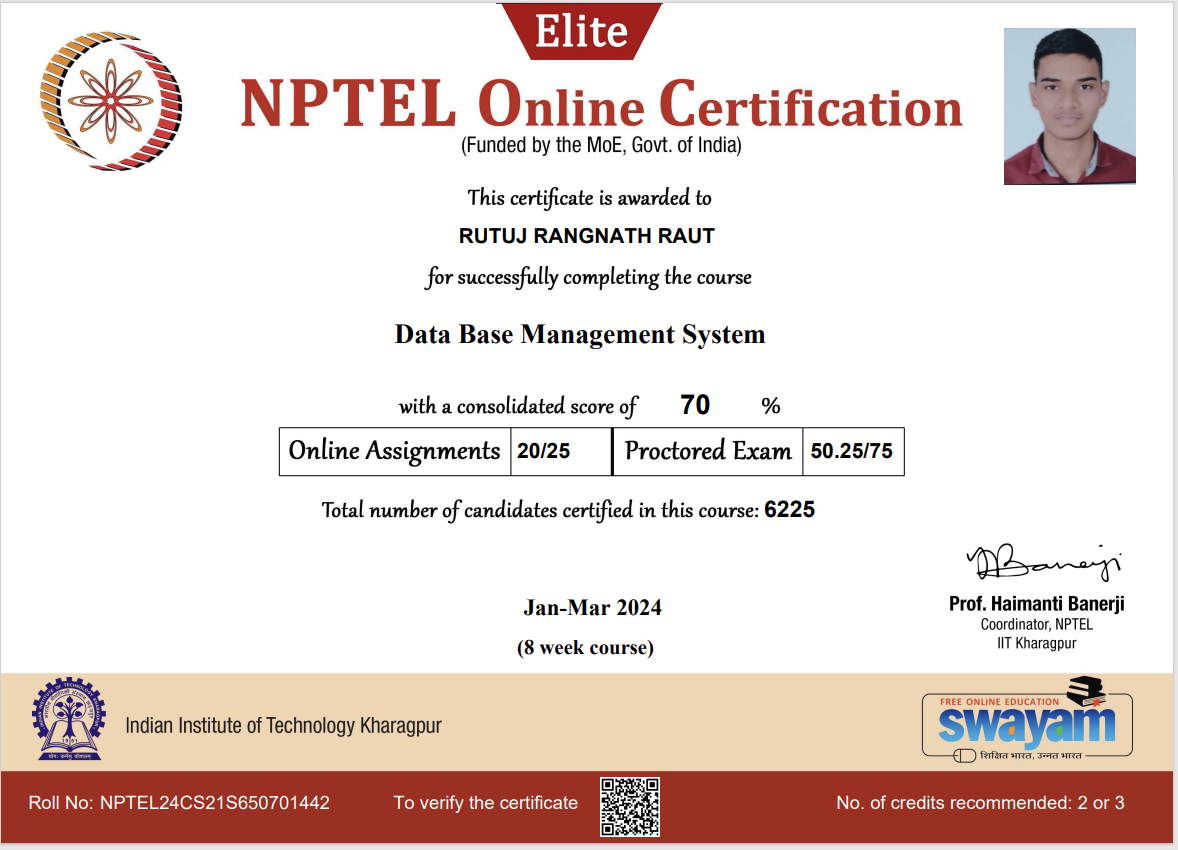 Elite
NPTEL Online Certification
(Funded by the MoE, Govt. of India)
This certificate is awarded to
RUTUJ RANGNATH RAUT
for successfully completing the course
Data Base Management System
with a consolidated score of 70 %
Online Assignments 20/25 Proctored Exam 50.25/75
Total number of candidates certified in this course: 6225
Banerji
Prof. Haimanti Banerji
Coordinator, NPTEL
IIT Kharagpur
Jan-Mar 2024
(8 week course)
Indian Institute of Technology Kharagpur
1951
FREE ONLINE EDUCATION
swayam
शिक्षित भारत, उन्नत भारत
Roll No: NPTEL24CS21S650701442
To verify the certificate
No. of credits recommended: 2 or 3